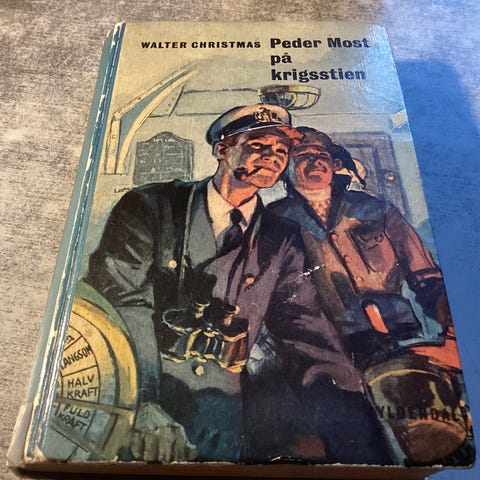 WALTER CHRISTMAS
Peder Most
på
krigsstien
LANGSOM
HALV
KRAFT
FULD
KRAFT
GYLDENDAL